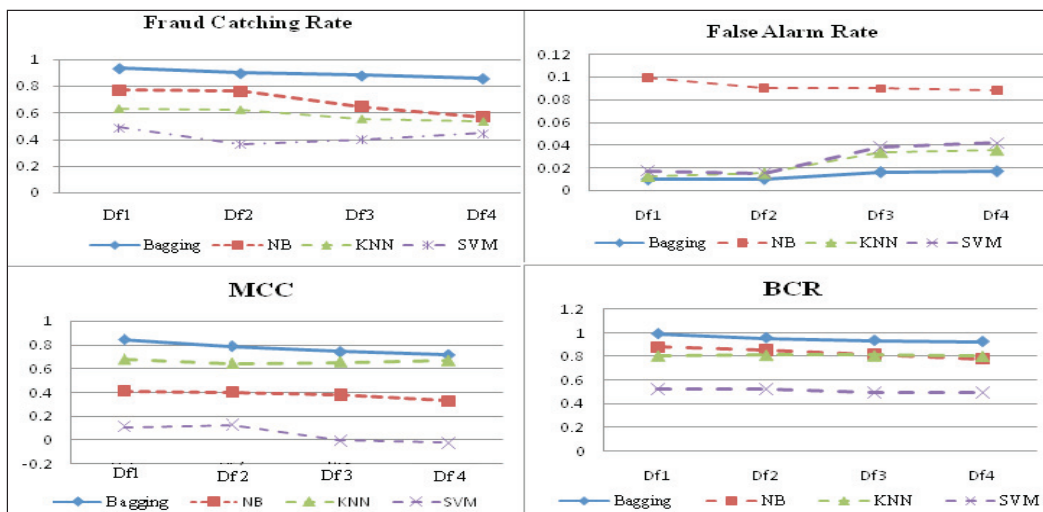 Fraud Catching Rate
1
0.8
0.6
0.4
0.2
0
Df1 Df2 Df3 Df4
Bagging NB KNN SVM
False Alarm Rate
0.12
0.1
0.08
0.06
0.04
0.02
0
Df1 Df2 Df3 Df4
Bagging NB KNN SVM
MCC
1
0.8
0.6
0.4
0.2
0
-0.2
Df1 Df2 Df3 Df4
Bagging NB KNN SVM
BCR
1.2
1
0.8
0.6
0.4
0.2
0
Df1 Df2 Df3 Df4
Bagging NB KNN SVM